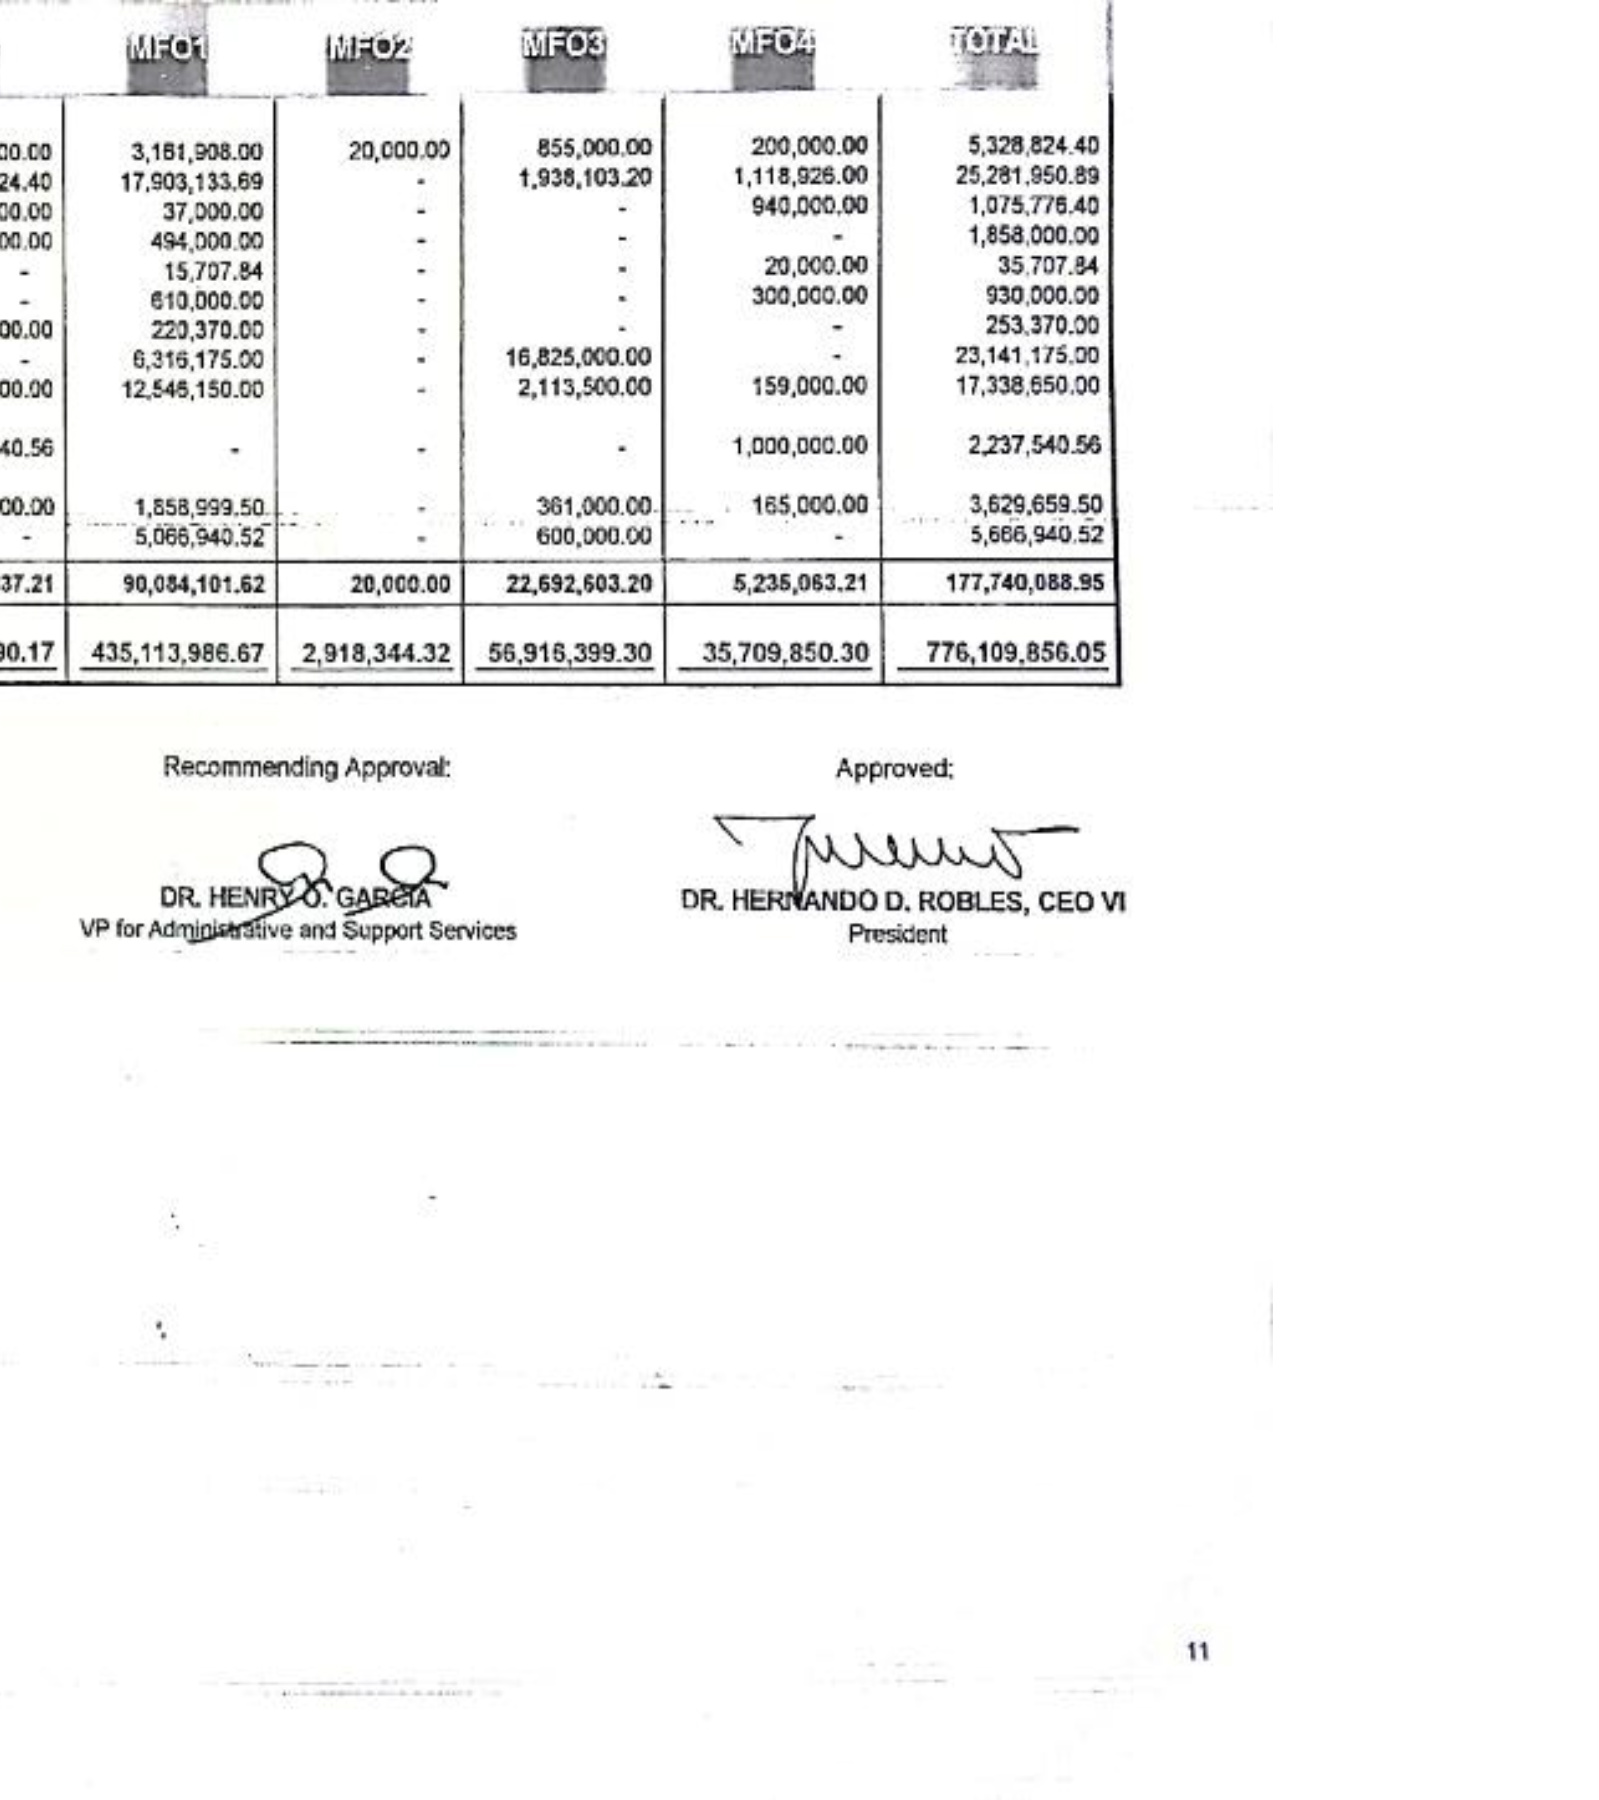 MFO1 MFO2 MFO3 MFO4 TOTAL
00.00 3,161,908.00 20,000.00 855,000.00 200,000.00 5,328,824.40
24.40 17,903,133.69 - 1,938,103.20 1,118,926.00 25,281,950.89
00.00 37,000.00 - - 940,000.00 1,075,776.40
00.00 494,000.00 - - - 1,858,000.00
- 15,707.84 - - 20,000.00 35,707.84
- 610,000.00 - - 300,000.00 930,000.00
00.00 220,370.00 - - - 253,370.00
- 6,316,175.00 - 16,825,000.00 - 23,141,175.00
00.00 12,546,150.00 - 2,113,500.00 159,000.00 17,338,650.00
40.56 - - - 1,000,000.00 2,237,540.56
00.00 1,858,999.50 - 361,000.00 165,000.00 3,629,659.50
- 5,066,940.52 - 600,000.00 - 5,666,940.52
37.21 90,084,101.62 20,000.00 22,692,603.20 5,235,063.21 177,740,088.95
90.17 435,113,986.67 2,918,344.32 56,916,399.30 35,709,850.30 776,109,856.05
Recommending Approval: Approved:
DR. HENRY O. GARCIA DR. HERNANDO D. ROBLES, CEO VI
VP for Administrative and Support Services President
11